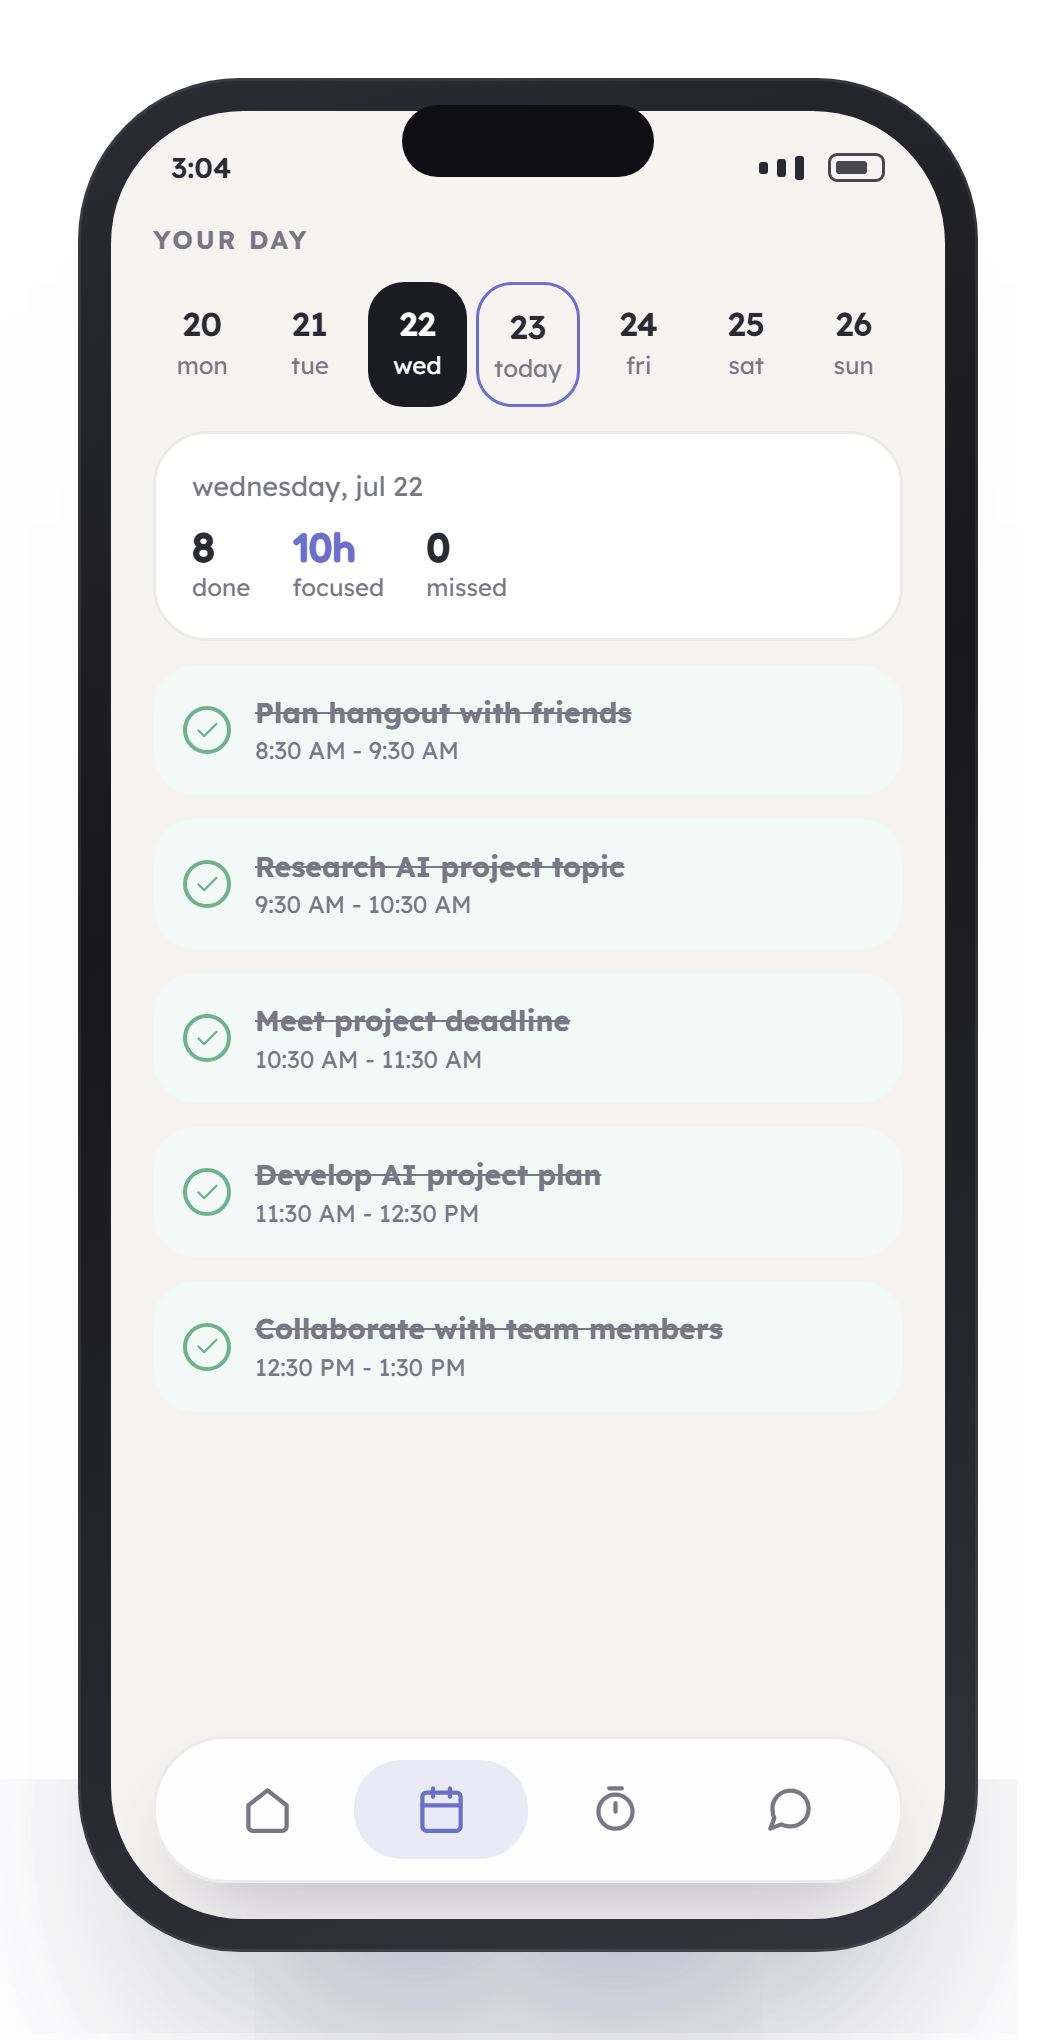 3:04
YOUR DAY
20 21 22 23 24 25 26
mon tue wed today fri sat sun
wednesday, jul 22
8 10h 0
done focused missed
Plan hangout with friends
8:30 AM - 9:30 AM
Research AI project topic
9:30 AM - 10:30 AM
Meet project deadline
10:30 AM - 11:30 AM
Develop AI project plan
11:30 AM - 12:30 PM
Collaborate with team members
12:30 PM - 1:30 PM